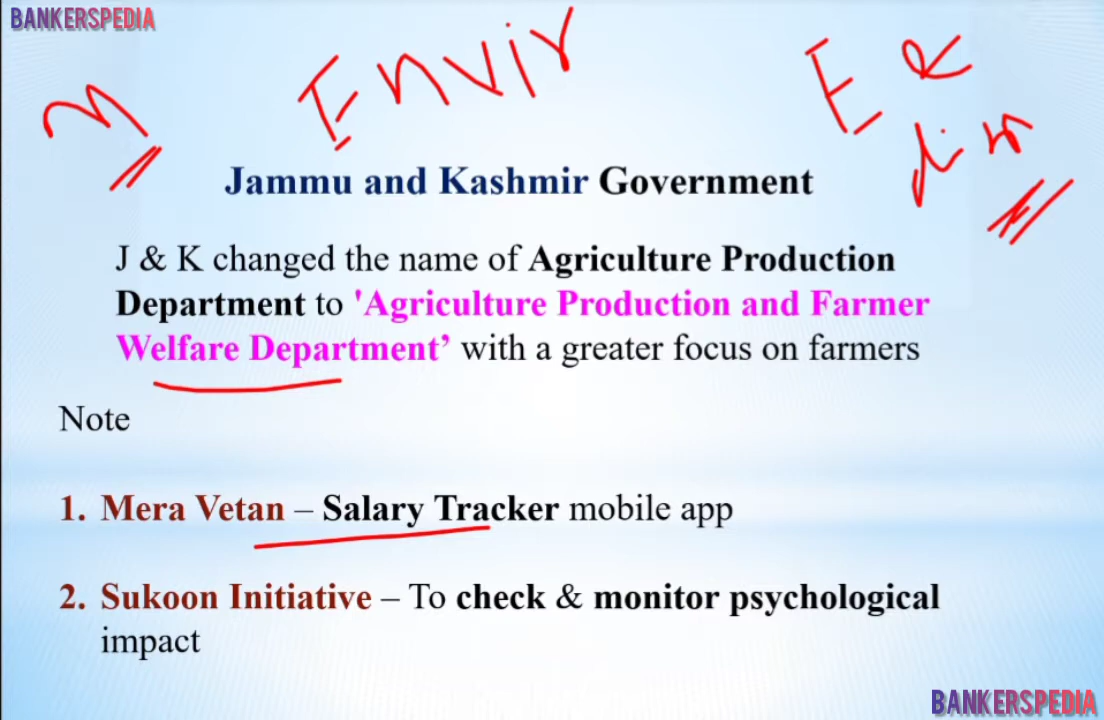 BANKERSPEDIA
M
Envir
E &
Jammu and Kashmir Government
J & K changed the name of Agriculture Production
Department to 'Agriculture Production and Farmer
Welfare Department’ with a greater focus on farmers
Note
1. Mera Vetan – Salary Tracker mobile app
2. Sukoon Initiative – To check & monitor psychological
impact
BANKERSPEDIA